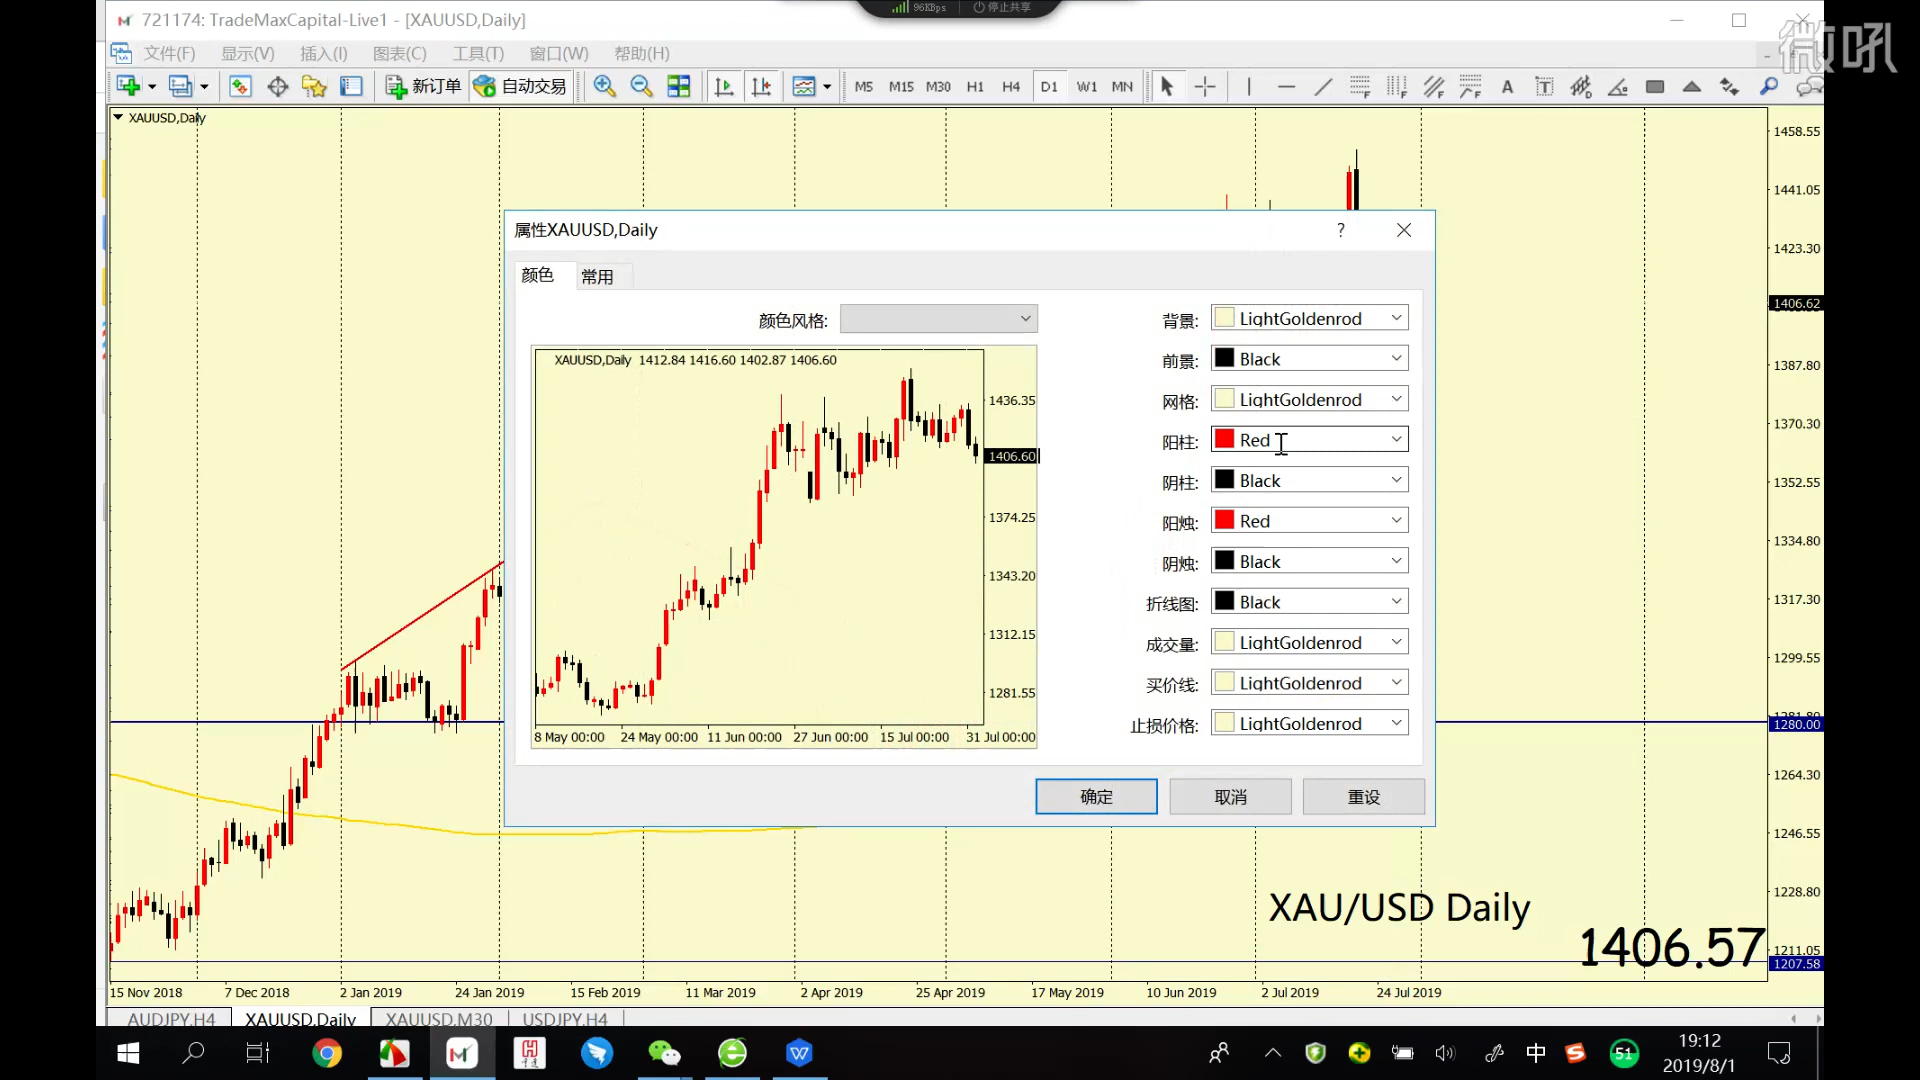 96KBps 停止共享
721174: TradeMaxCapital-Live1 - [XAUUSD,Daily]
微吼
文件(F) 显示(V) 插入(I) 图表(C) 工具(T) 窗口(W) 帮助(H)
新订单 自动交易 M5 M15 M30 H1 H4 D1 W1 MN
XAUUSD,Daily
1458.55
1441.05
1423.30
1406.62
1387.80
1370.30
1352.55
1334.80
1317.30
1299.55
1280.00
1264.30
1246.55
1228.80
1211.05
1207.58
属性XAUUSD,Daily
颜色 常用
颜色风格:
XAUUSD,Daily 1412.84 1416.60 1402.87 1406.60
1436.35
1406.60
1374.25
1343.20
1312.15
1281.55
8 May 00:00 24 May 00:00 11 Jun 00:00 27 Jun 00:00 15 Jul 00:00 31 Jul 00:00
背景: LightGoldenrod
前景: Black
网格: LightGoldenrod
阳柱: Red
阴柱: Black
阳烛: Red
阴烛: Black
折线图: Black
成交量: LightGoldenrod
买价线: LightGoldenrod
止损价格: LightGoldenrod
确定 取消 重设
XAU/USD Daily
1406.57
15 Nov 2018 7 Dec 2018 2 Jan 2019 24 Jan 2019 15 Feb 2019 11 Mar 2019 2 Apr 2019 25 Apr 2019 17 May 2019 10 Jun 2019 2 Jul 2019 24 Jul 2019
AUDJPY,H4 XAUUSD,Daily XAUUSD,M30 USDJPY,H4
中 51 19:12
2019/8/1